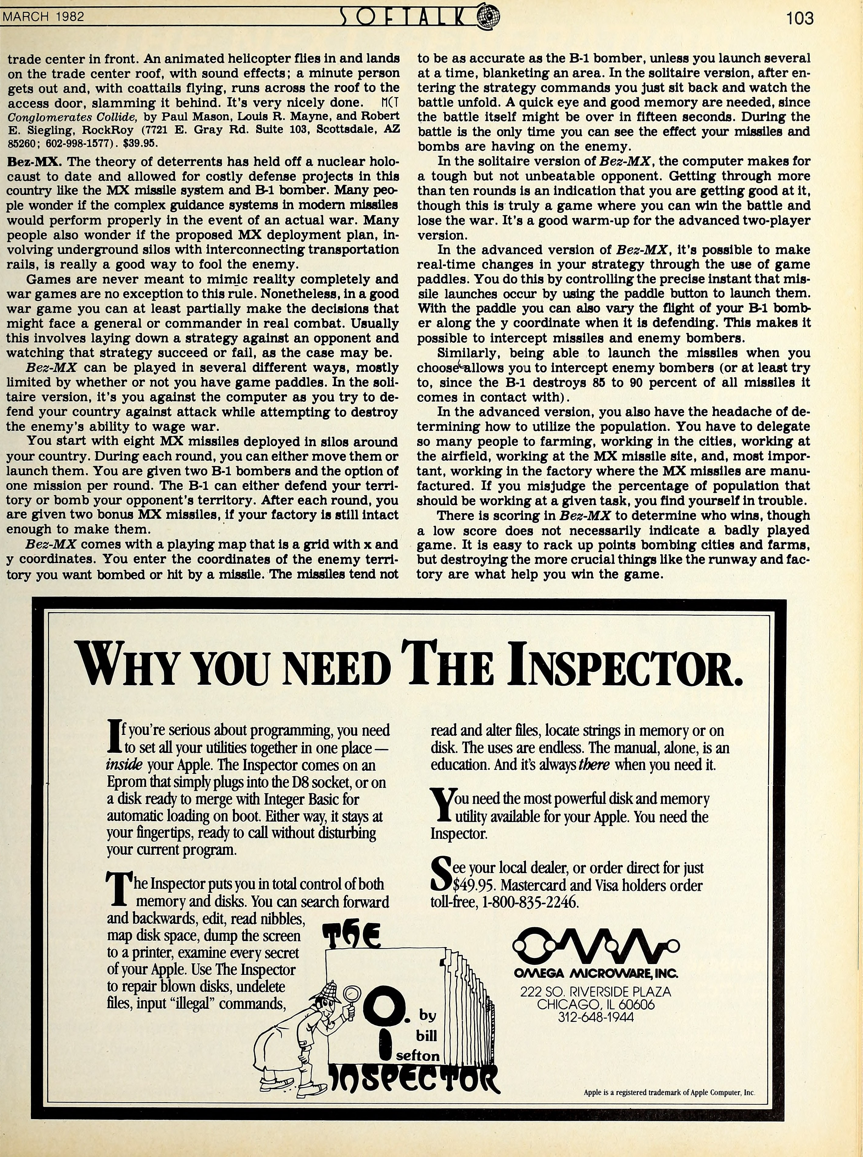 MARCH 1982
SOFTALK
103
trade center in front. An animated helicopter flies in and lands
on the trade center roof, with sound effects; a minute person
gets out and, with coattails flying, runs across the roof to the
access door, slamming it behind. It's very nicely done. MCT
Conglomerates Collide, by Paul Mason, Louis R. Mayne, and Robert
E. Siegling, RockRoy (7721 E. Gray Rd. Suite 103, Scottsdale, AZ
85260; 602-998-1577). $39.95.
Bez-MX. The theory of deterrents has held off a nuclear holo-
caust to date and allowed for costly defense projects in this
country like the MX missile system and B-1 bomber. Many peo-
ple wonder if the complex guidance systems in modern missiles
would perform properly in the event of an actual war. Many
people also wonder if the proposed MX deployment plan, in-
volving underground silos with interconnecting transportation
rails, is really a good way to fool the enemy.
Games are never meant to mimic reality completely and
war games are no exception to this rule. Nonetheless, in a good
war game you can at least partially make the decisions that
might face a general or commander in real combat. Usually
this involves laying down a strategy against an opponent and
watching that strategy succeed or fail, as the case may be.
Bez-MX can be played in several different ways, mostly
limited by whether or not you have game paddles. In the soli-
taire version, it's you against the computer as you try to de-
fend your country against attack while attempting to destroy
the enemy's ability to wage war.
You start with eight MX missiles deployed in silos around
your country. During each round, you can either move them or
launch them. You are given two B-1 bombers and the option of
one mission per round. The B-1 can either defend your terri-
tory or bomb your opponent's territory. After each round, you
are given two bonus MX missiles, if your factory is still intact
enough to make them.
Bez-MX comes with a playing map that is a grid with x and
y coordinates. You enter the coordinates of the enemy terri-
tory you want bombed or hit by a missile. The missiles tend not
to be as accurate as the B-1 bomber, unless you launch several
at a time, blanketing an area. In the solitaire version, after en-
tering the strategy commands you just sit back and watch the
battle unfold. A quick eye and good memory are needed, since
the battle itself might be over in fifteen seconds. During the
battle is the only time you can see the effect your missiles and
bombs are having on the enemy.
In the solitaire version of Bez-MX, the computer makes for
a tough but not unbeatable opponent. Getting through more
than ten rounds is an indication that you are getting good at it,
though this is truly a game where you can win the battle and
lose the war. It's a good warm-up for the advanced two-player
version.
In the advanced version of Bez-MX, it's possible to make
real-time changes in your strategy through the use of game
paddles. You do this by controlling the precise instant that mis-
sile launches occur by using the paddle button to launch them.
With the paddle you can also vary the flight of your B-1 bomb-
er along the y coordinate when it is defending. This makes it
possible to intercept missiles and enemy bombers.
Similarly, being able to launch the missiles when you
choose allows you to intercept enemy bombers (or at least try
to, since the B-1 destroys 85 to 90 percent of all missiles it
comes in contact with).
In the advanced version, you also have the headache of de-
termining how to utilize the population. You have to delegate
so many people to farming, working in the cities, working at
the airfield, working at the MX missile site, and, most impor-
tant, working in the factory where the MX missiles are manu-
factured. If you misjudge the percentage of population that
should be working at a given task, you find yourself in trouble.
There is scoring in Bez-MX to determine who wins, though
a low score does not necessarily indicate a badly played
game. It is easy to rack up points bombing cities and farms,
but destroying the more crucial things like the runway and fac-
tory are what help you win the game.
WHY YOU NEED THE INSPECTOR.
If you're serious about programming, you need
to set all your utilities together in one place—
inside your Apple. The Inspector comes on an
Eprom that simply plugs into the D8 socket, or on
a disk ready to merge with Integer Basic for
automatic loading on boot. Either way, it stays at
your fingertips, ready to call without disturbing
your current program.
The Inspector puts you in total control of both
memory and disks. You can search forward
and backwards, edit, read nibbles,
map disk space, dump the screen
to a printer, examine every secret
of your Apple. Use The Inspector
to repair blown disks, undelete
files, input "illegal" commands,
read and alter files, locate strings in memory or on
disk. The uses are endless. The manual, alone, is an
education. And it's always there when you need it.
You need the most powerful disk and memory
utility available for your Apple. You need the
Inspector.
See your local dealer, or order direct for just
$49.95. Mastercard and Visa holders order
toll-free, 1-800-835-2246.
THE
by
bill
sefton
INSPECTOR
OMEGA MICROWARE, INC.
222 SO. RIVERSIDE PLAZA
CHICAGO, IL 60606
312-648-1944
Apple is a registered trademark of Apple Computer, Inc.